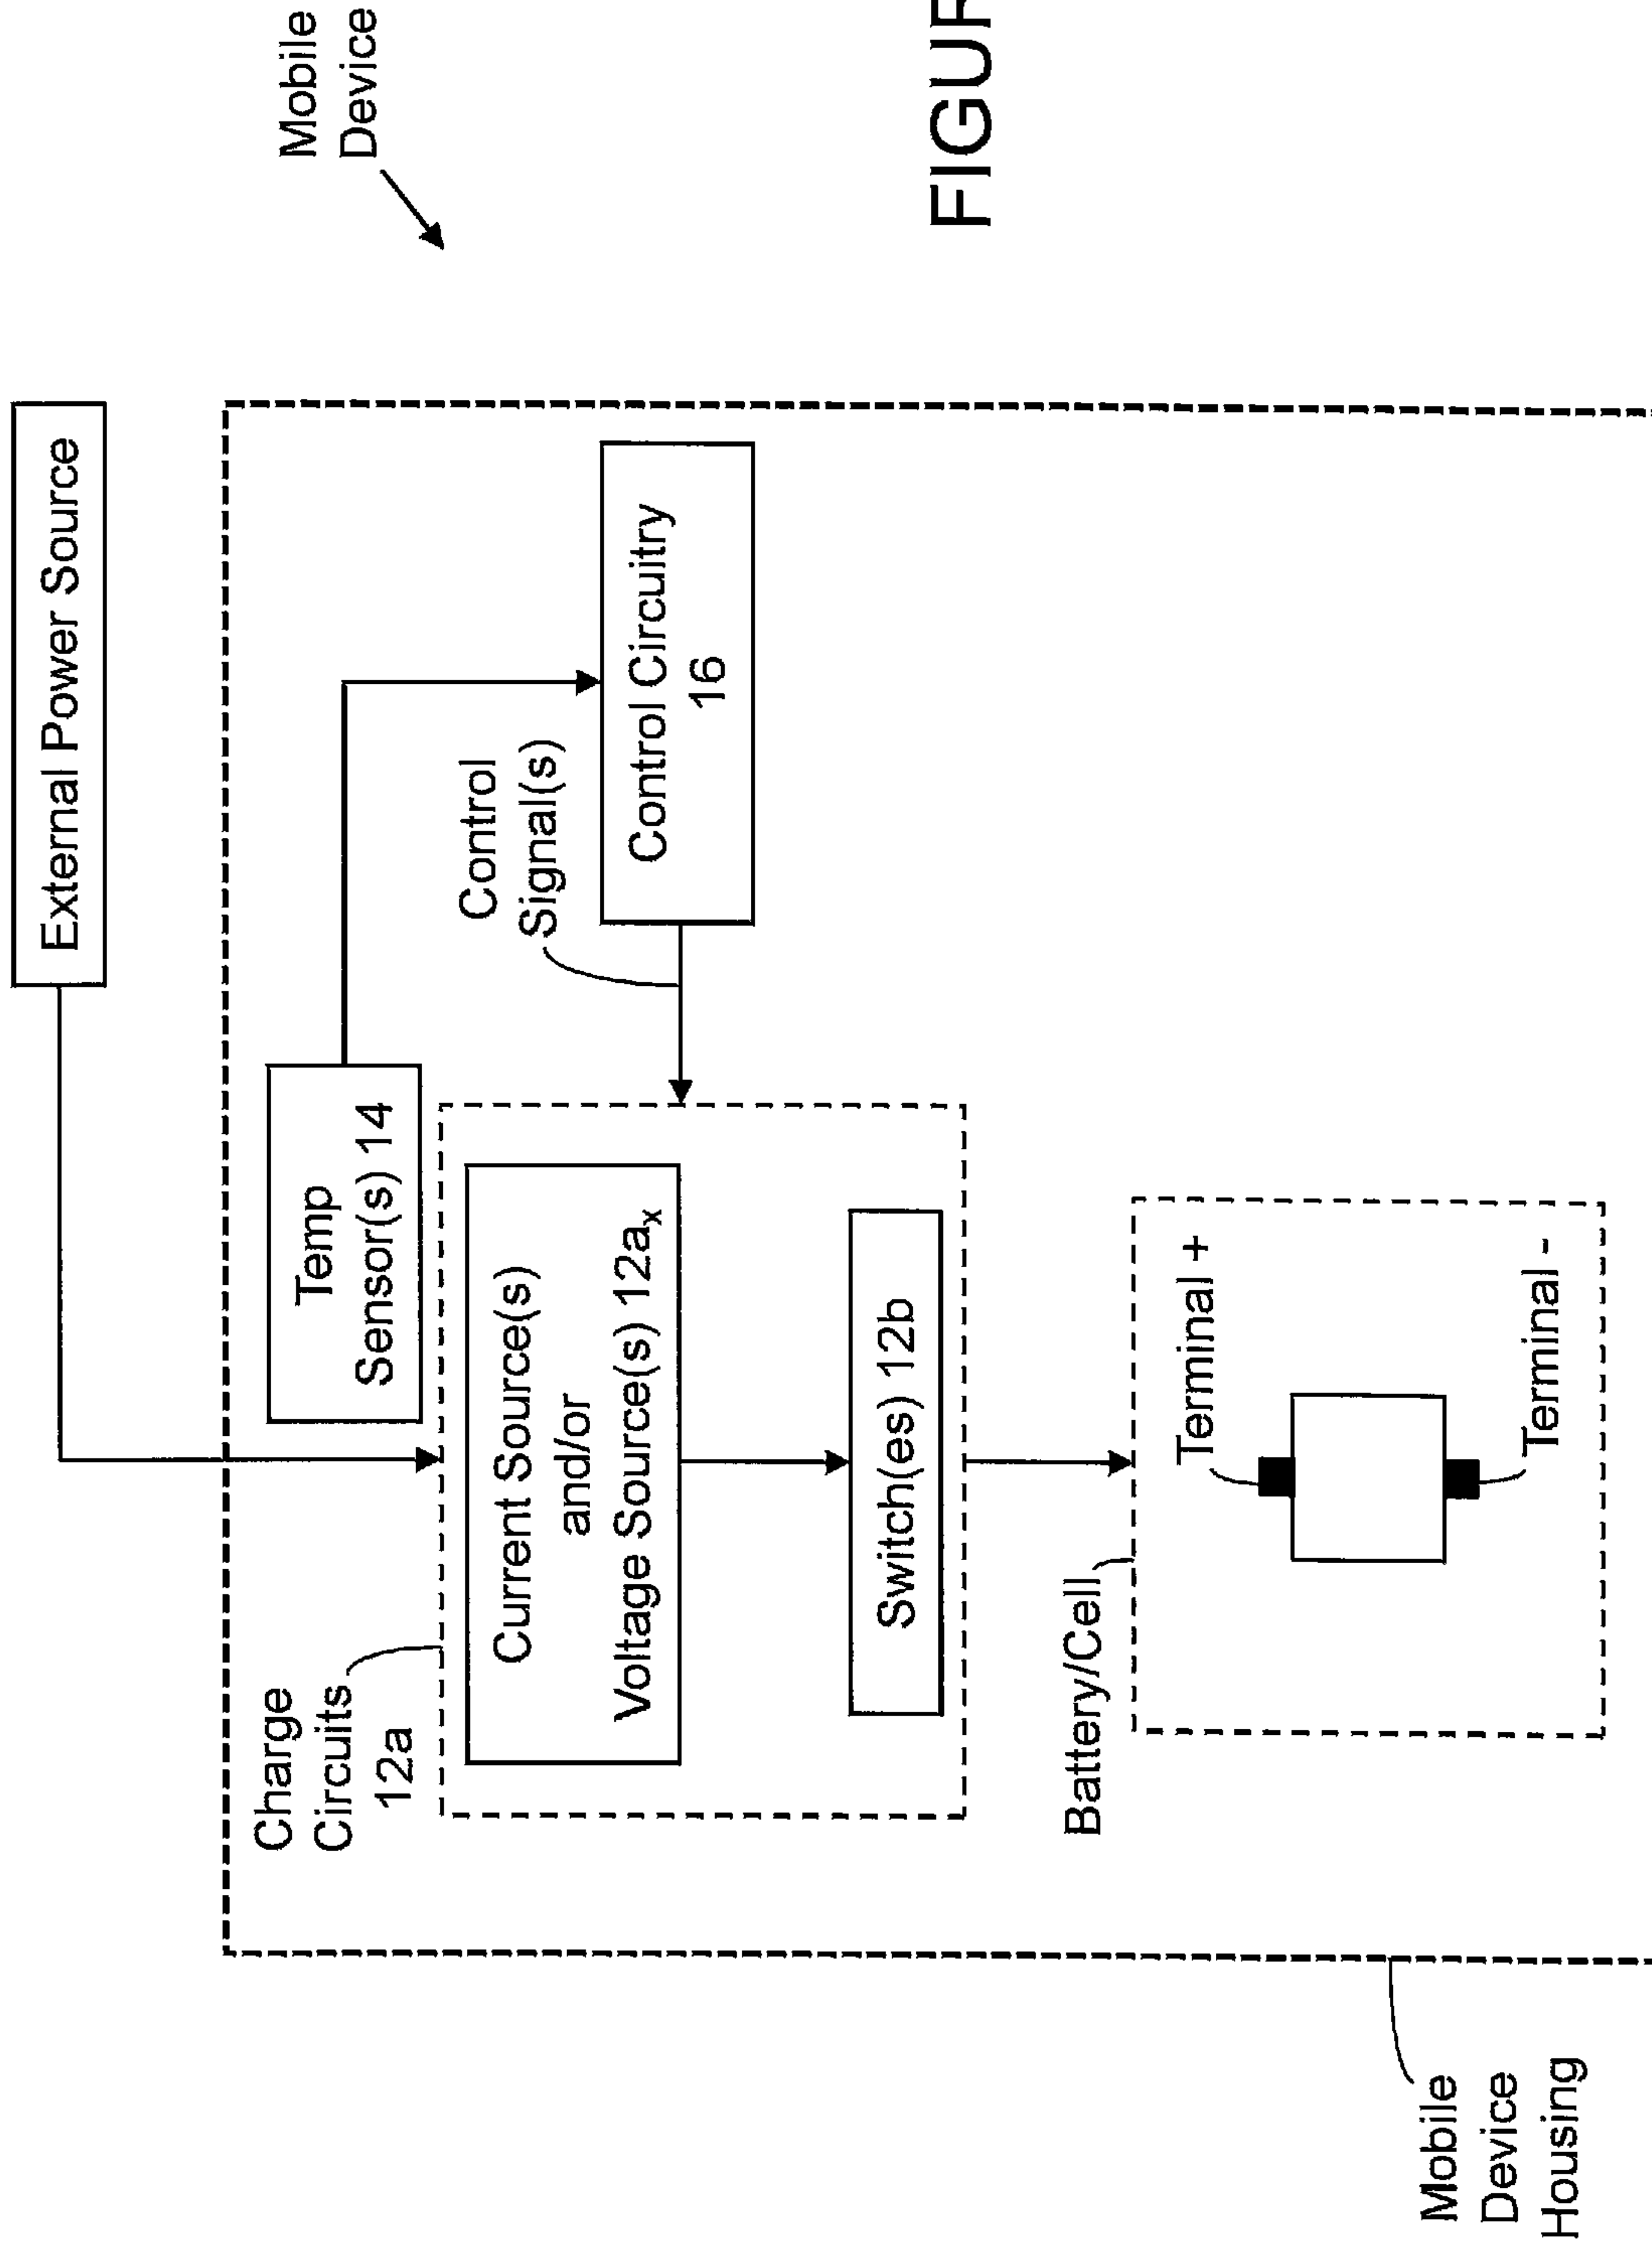 External Power Source
Mobile
Device
Charge
Circuits
12a
Temp
Sensor(s) 14
Current Source(s)
and/or
Voltage Source(s) 12aₓ
Control
Signal(s)
Control Circuitry
16
Switch(es) 12b
Battery/Cell
Terminal +
Terminal -
Mobile
Device
Housing
FIGUR